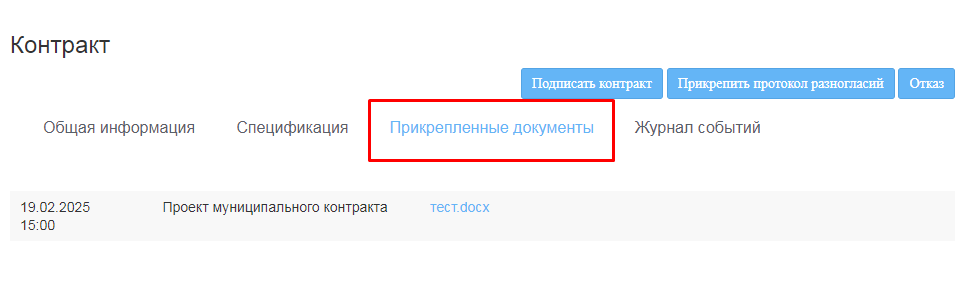 Контракт
Подписать контракт Прикрепить протокол разногласий Отказ
Общая информация Спецификация Прикрепленные документы Журнал событий
19.02.2025 Проект муниципального контракта тест.docx
15:00